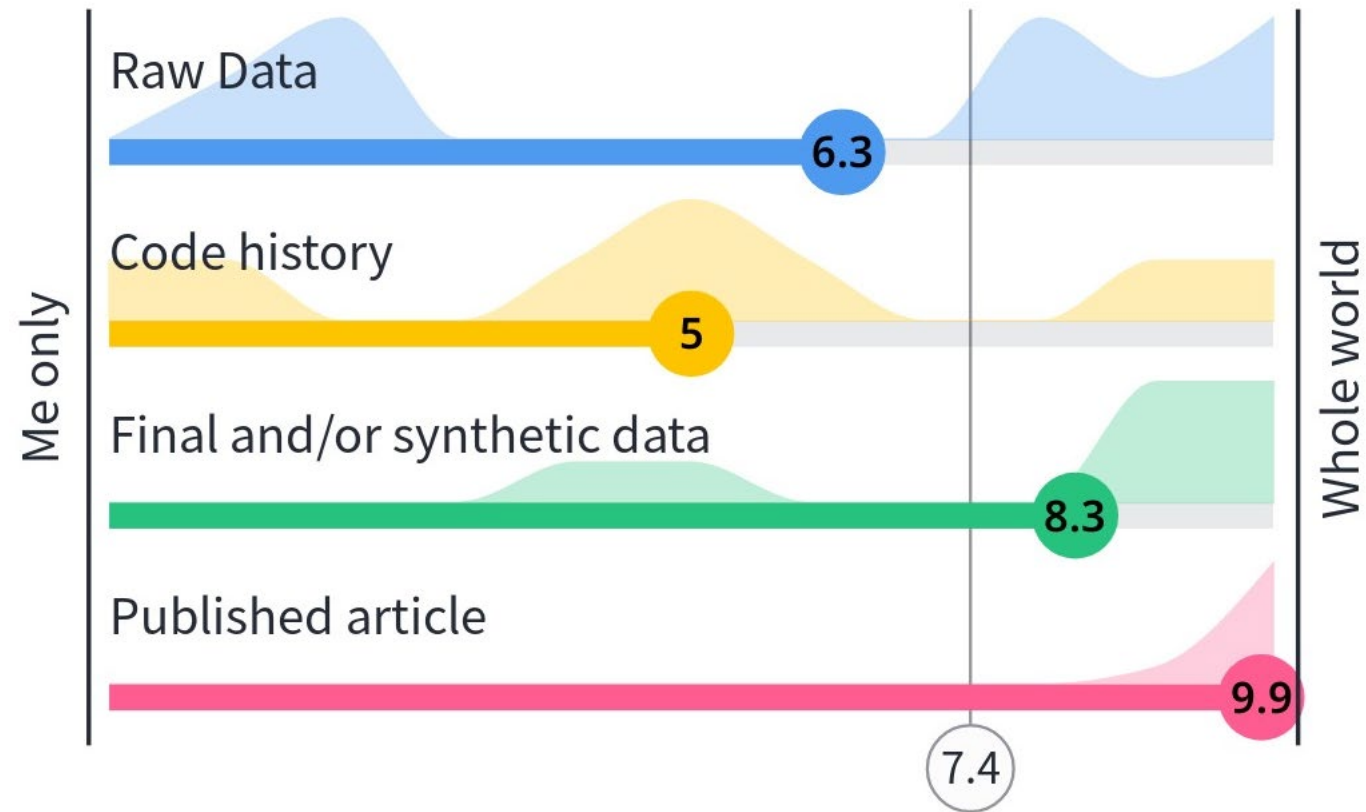 Raw Data
6.3
Code history
5
Me only
Whole world
Final and/or synthetic data
8.3
Published article
9.9
7.4